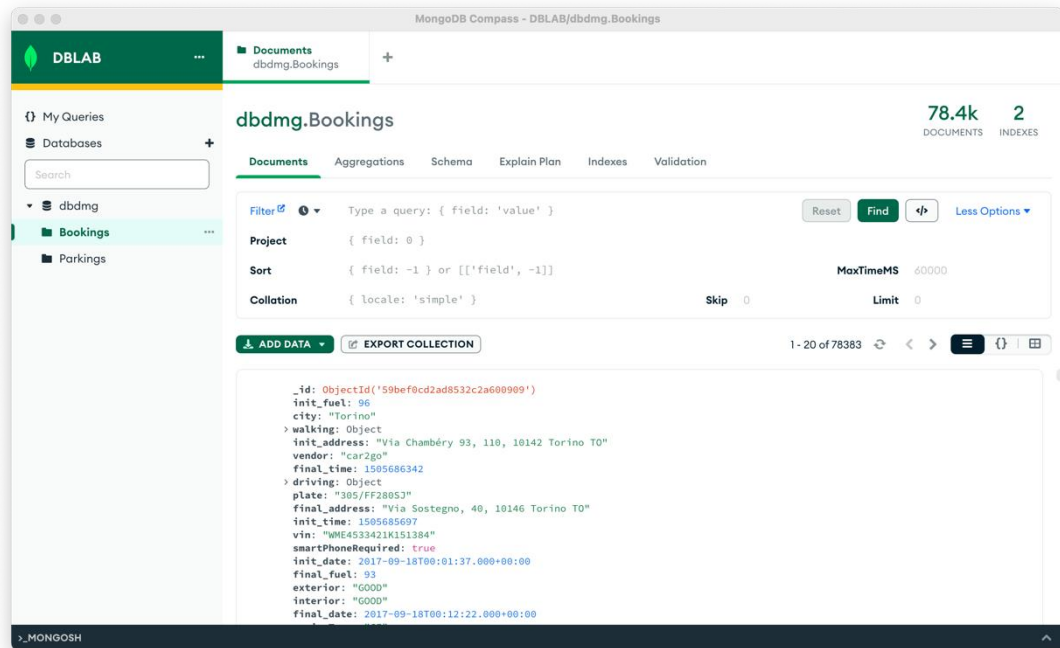 MongoDB Compass - DBLAB/dbdmg.Bookings
DBLAB
Documents
dbdmg.Bookings
My Queries
Databases
Search
dbdmg
Bookings
Parkings
dbdmg.Bookings
78.4k
DOCUMENTS
2
INDEXES
Documents Aggregations Schema Explain Plan Indexes Validation
Filter Type a query: { field: 'value' } Reset Find Less Options
Project { field: 0 }
Sort { field: -1 } or [['field', -1]] MaxTimeMS 60000
Collation { locale: 'simple' } Skip 0 Limit 0
ADD DATA EXPORT COLLECTION 1 - 20 of 78383
_id: ObjectId('59bef0cd2ad8532c2a600909')
init_fuel: 96
city: "Torino"
> walking: Object
init_address: "Via Chambéry 93, 110, 10142 Torino TO"
vendor: "car2go"
final_time: 1505686342
> driving: Object
plate: "305/FF280SJ"
final_address: "Via Sostegno, 40, 10146 Torino TO"
init_time: 1505685697
vin: "WME4533421K151384"
smartPhoneRequired: true
init_date: 2017-09-18T00:01:37.000+00:00
final_fuel: 93
exterior: "GOOD"
interior: "GOOD"
final_date: 2017-09-18T00:12:22.000+00:00
>_MONGOSH